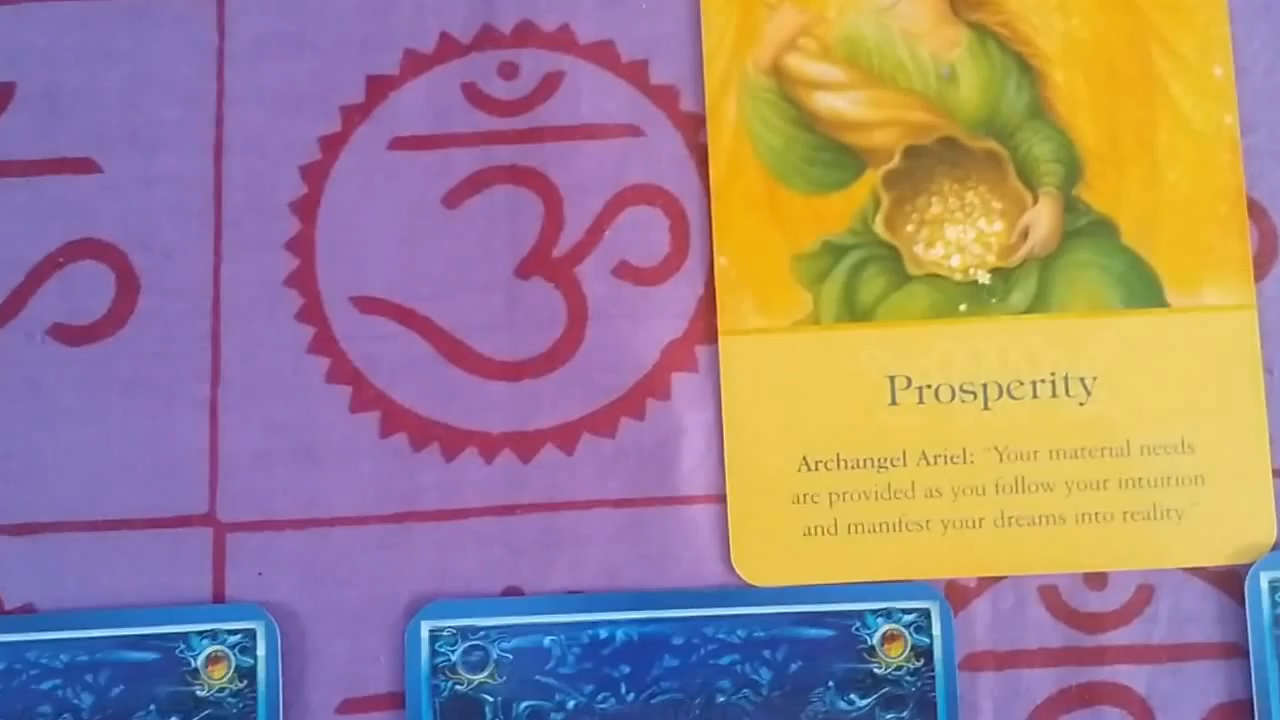 ॐ
Prosperity
Archangel Ariel: "Your material needs
are provided as you follow your intuition
and manifest your dreams into reality."